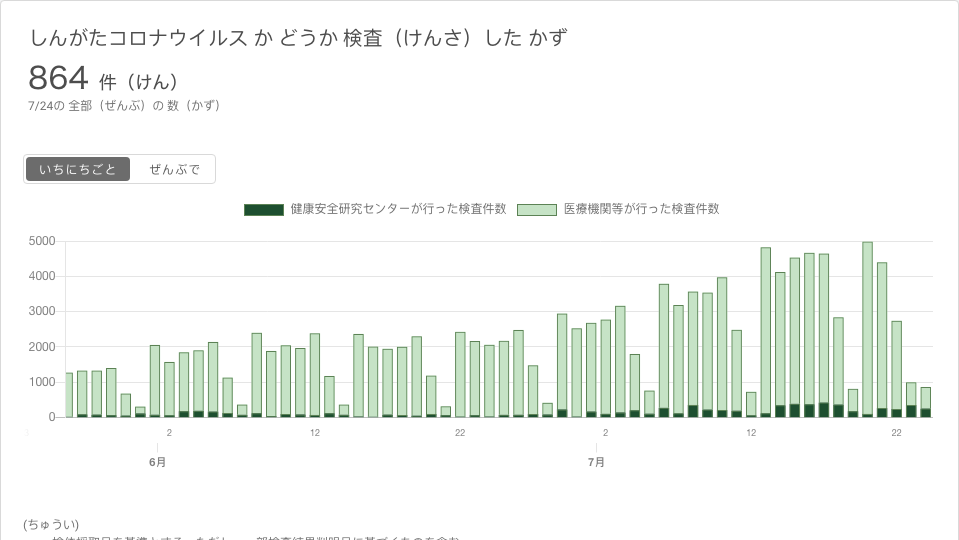 しんがたコロナウイルス か どうか 検査（けんさ）した かず
864 件（けん）
7/24の 全部（ぜんぶ）の 数（かず）
いちにちごと ぜんぶで
健康安全研究センターが行った検査件数 医療機関等が行った検査件数
5000
4000
3000
2000
1000
0
2 12 22 2 12 22
6月 7月
(ちゅうい)